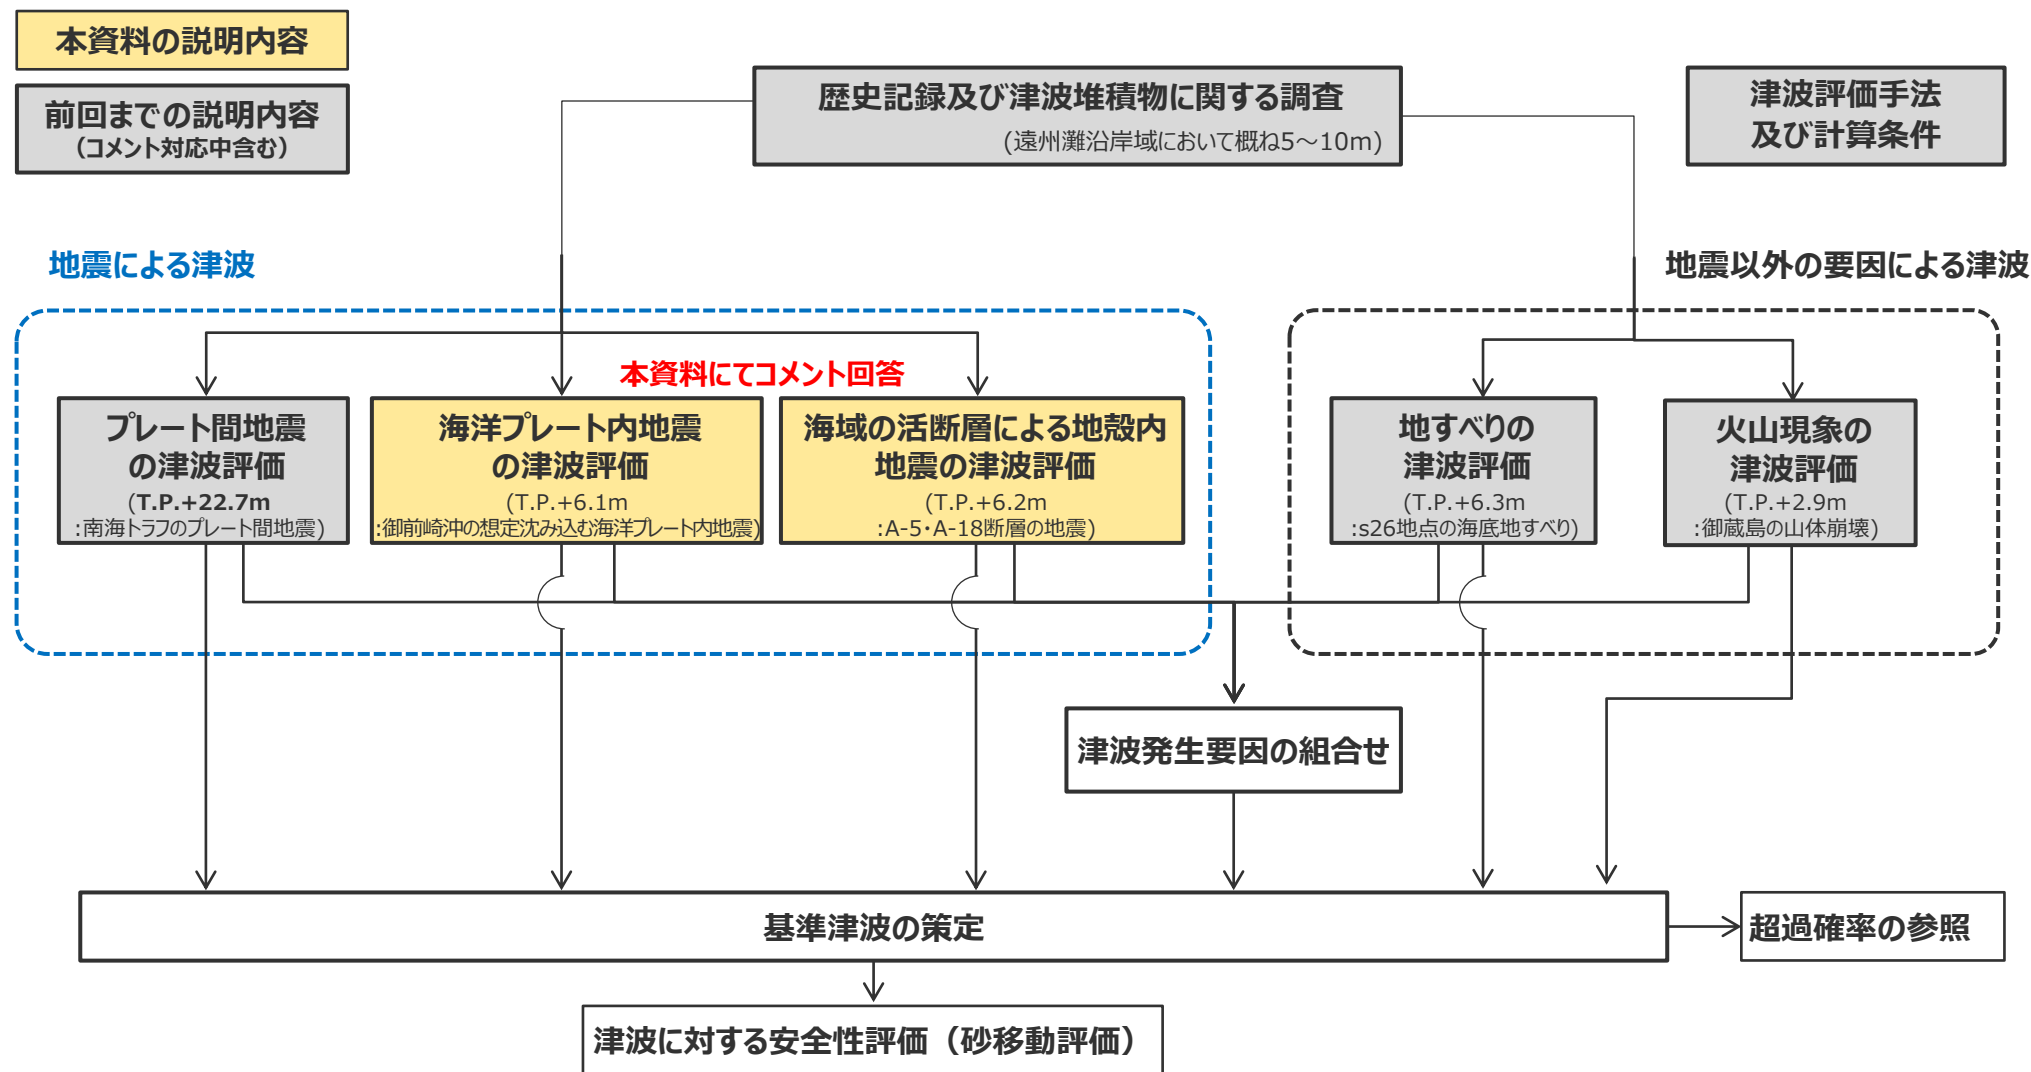 本資料の説明内容
前回までの説明内容
（コメント対応中含む）
歴史記録及び津波堆積物に関する調査
(遠州灘沿岸域において概ね5～10m)
津波評価手法
及び計算条件
地震による津波
地震以外の要因による津波
本資料にてコメント回答
プレート間地震
の津波評価
(T.P.+22.7m
:南海トラフのプレート間地震)
海洋プレート内地震
の津波評価
(T.P.+6.1m
:御前崎沖の想定沈み込む海洋プレート内地震)
海域の活断層による地殻内
地震の津波評価
(T.P.+6.2m
:A-5・A-18断層の地震)
地すべりの
津波評価
(T.P.+6.3m
:s26地点の海底地すべり)
火山現象の
津波評価
(T.P.+2.9m
:御蔵島の山体崩壊)
津波発生要因の組合せ
基準津波の策定
超過確率の参照
津波に対する安全性評価（砂移動評価）